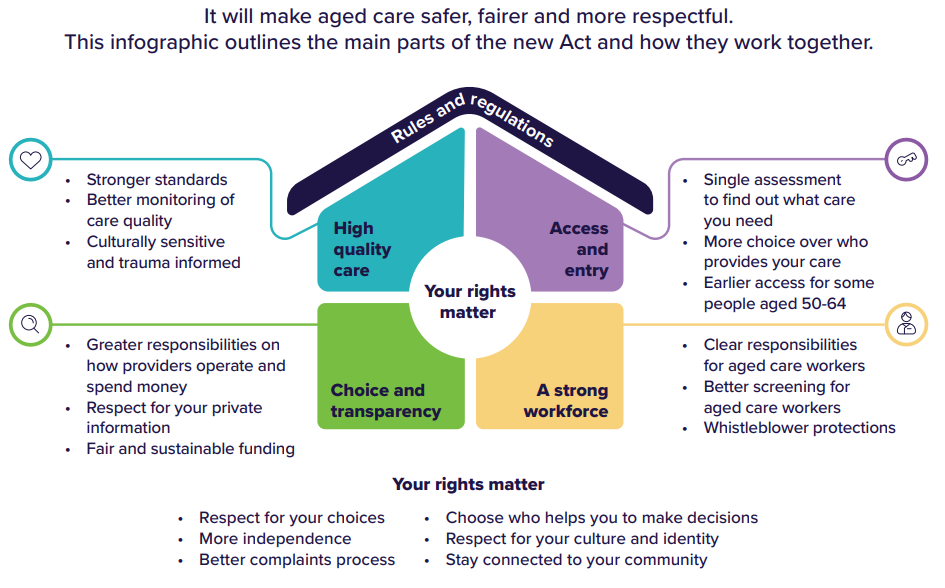 It will make aged care safer, fairer and more respectful.
This infographic outlines the main parts of the new Act and how they work together.
Rules and regulations
• Stronger standards
• Better monitoring of
care quality
• Culturally sensitive
and trauma informed
High
quality
care
Access
and
entry
• Single assessment
to find out what care
you need
• More choice over who
provides your care
• Earlier access for some
people aged 50-64
Your rights
matter
• Greater responsibilities on
how providers operate and
spend money
• Respect for your private
information
• Fair and sustainable funding
Choice and
transparency
A strong
workforce
• Clear responsibilities
for aged care workers
• Better screening for
aged care workers
• Whistleblower protections
Your rights matter
• Respect for your choices
• More independence
• Better complaints process
• Choose who helps you to make decisions
• Respect for your culture and identity
• Stay connected to your community